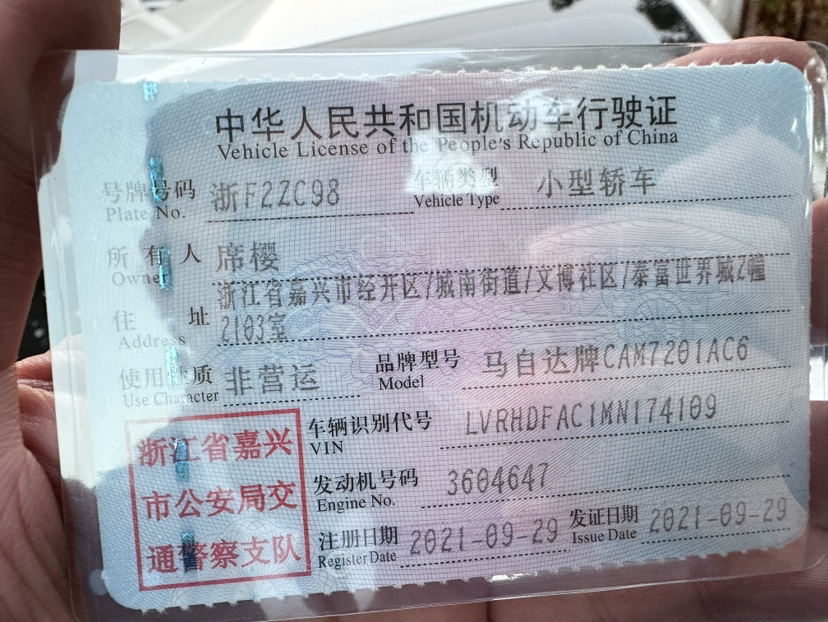 中华人民共和国机动车行驶证
Vehicle License of the People's Republic of China
号牌号码 浙F2ZC98 车辆类型 小型轿车
Plate No. Vehicle Type
所有人 席樱
Owner
住址 浙江省嘉兴市经开区/城南街道/文博社区/泰富世界城2幢
2103室
Address
使用性质 非营运 品牌型号 马自达牌CAM7201AC6
Use Character Model
浙江省嘉兴
市公安局交
通警察支队
车辆识别代号 LVRHDFAC1MN174109
VIN
发动机号码 3604647
Engine No.
注册日期 2021-09-29 发证日期 2021-09-29
Register Date Issue Date